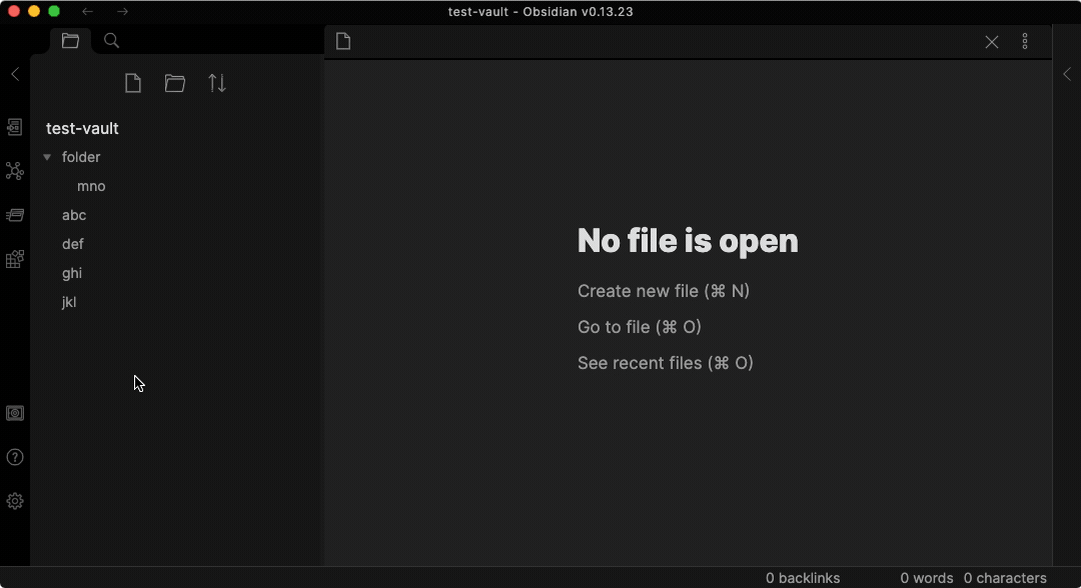 test-vault - Obsidian v0.13.23
test-vault
folder
mno
abc
def
ghi
jkl
No file is open
Create new file (⌘ N)
Go to file (⌘ O)
See recent files (⌘ O)
0 backlinks 0 words 0 characters